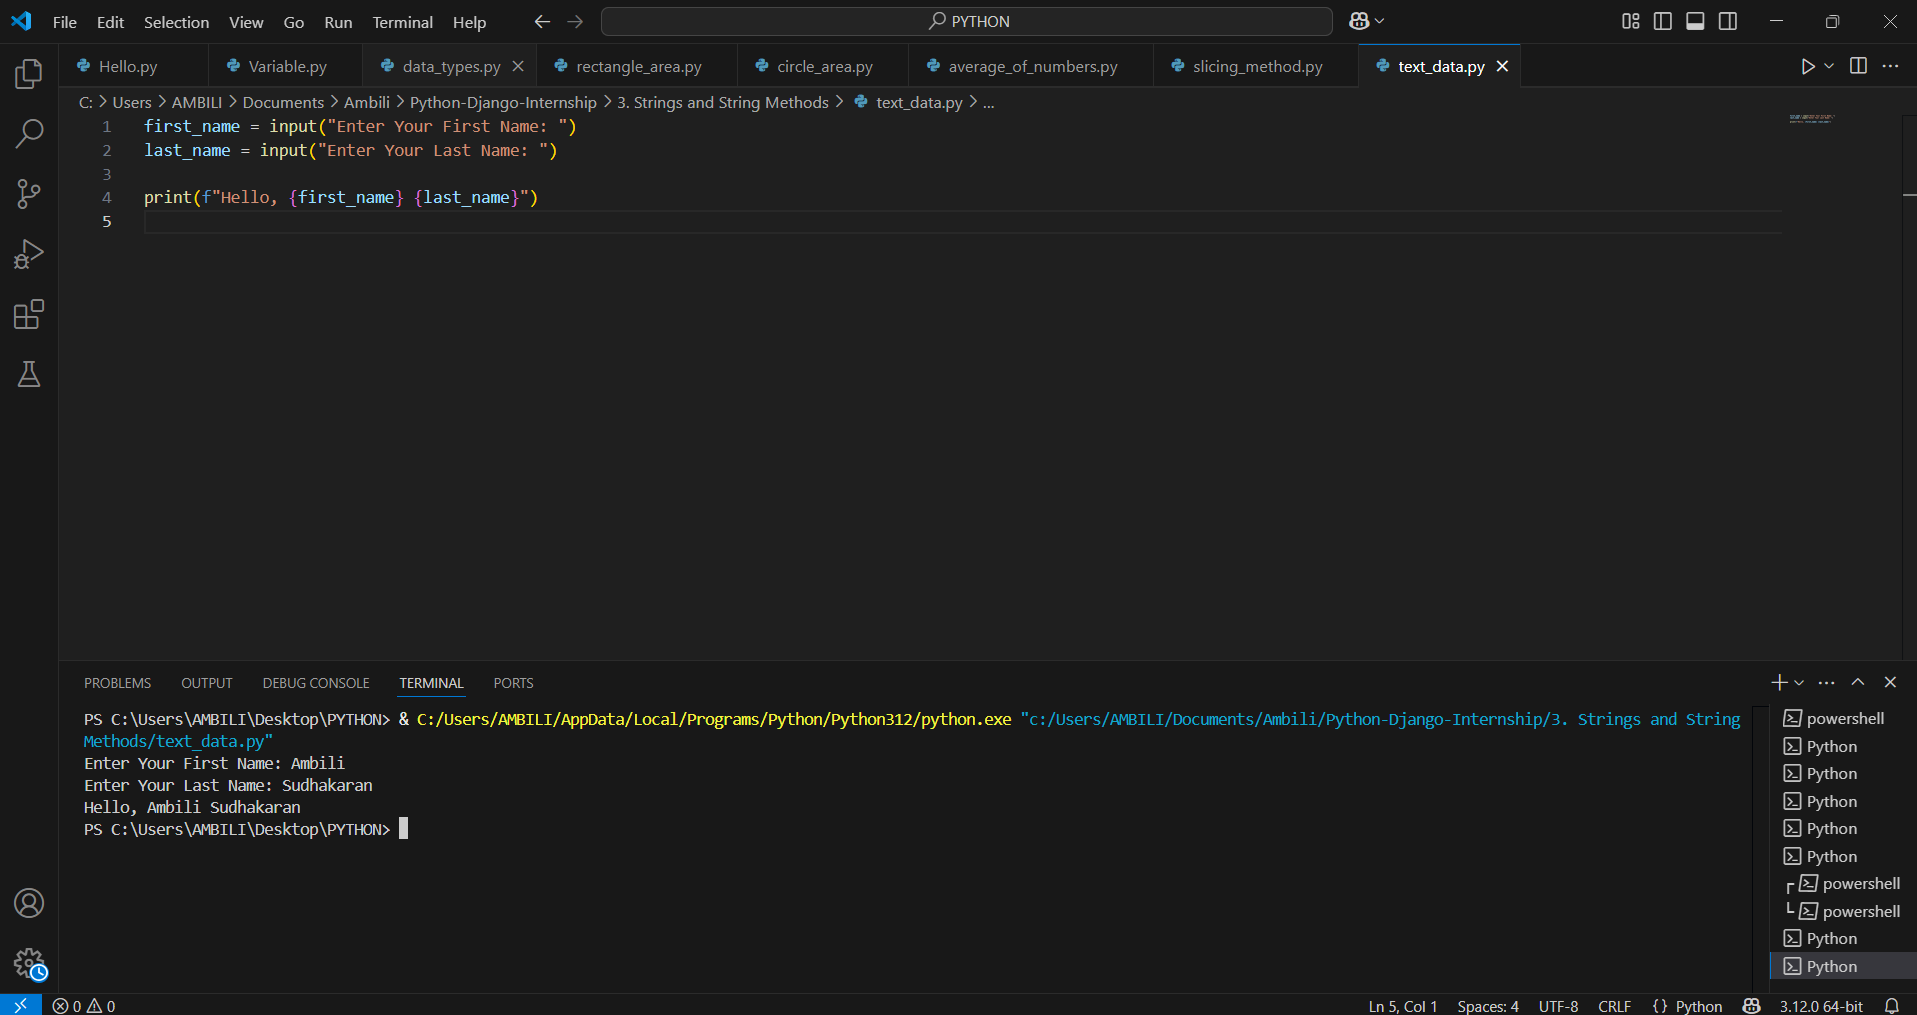 File Edit Selection View Go Run Terminal Help PYTHON
Hello.py Variable.py data_types.py rectangle_area.py circle_area.py average_of_numbers.py slicing_method.py text_data.py
C: > Users > AMBILI > Documents > Ambili > Python-Django-Internship > 3. Strings and String Methods > text_data.py > ...
1 first_name = input("Enter Your First Name: ")
2 last_name = input("Enter Your Last Name: ")
3
4 print(f"Hello, {first_name} {last_name}")
5
PROBLEMS OUTPUT DEBUG CONSOLE TERMINAL PORTS
PS C:\Users\AMBILI\Desktop\PYTHON> & C:/Users/AMBILI/AppData/Local/Programs/Python/Python312/python.exe "c:/Users/AMBILI/Documents/Ambili/Python-Django-Internship/3. Strings and String
Methods/text_data.py"
Enter Your First Name: Ambili
Enter Your Last Name: Sudhakaran
Hello, Ambili Sudhakaran
PS C:\Users\AMBILI\Desktop\PYTHON>
powershell
Python
Python
Python
Python
Python
powershell
powershell
Python
Python
0 0 Ln 5, Col 1 Spaces: 4 UTF-8 CRLF {} Python 3.12.0 64-bit